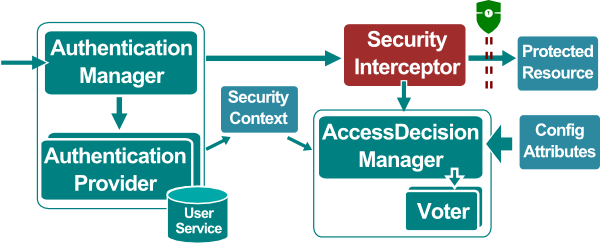 Authentication
Manager
Security
Interceptor
Protected
Resource
Security
Context
Authentication
Provider
User
Service
AccessDecision
Manager
Config
Attributes
Voter